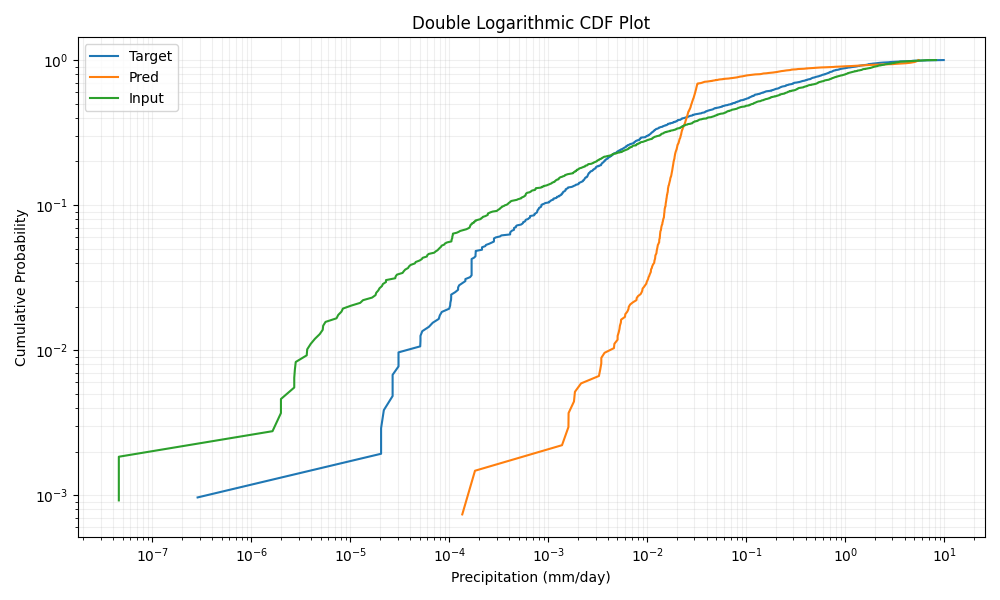 Double Logarithmic CDF Plot
Target
Pred
Input
Cumulative Probability
10⁰
10⁻¹
10⁻²
10⁻³
10⁻⁷
10⁻⁶
10⁻⁵
10⁻⁴
10⁻³
10⁻²
10⁻¹
10⁰
10¹
Precipitation (mm/day)